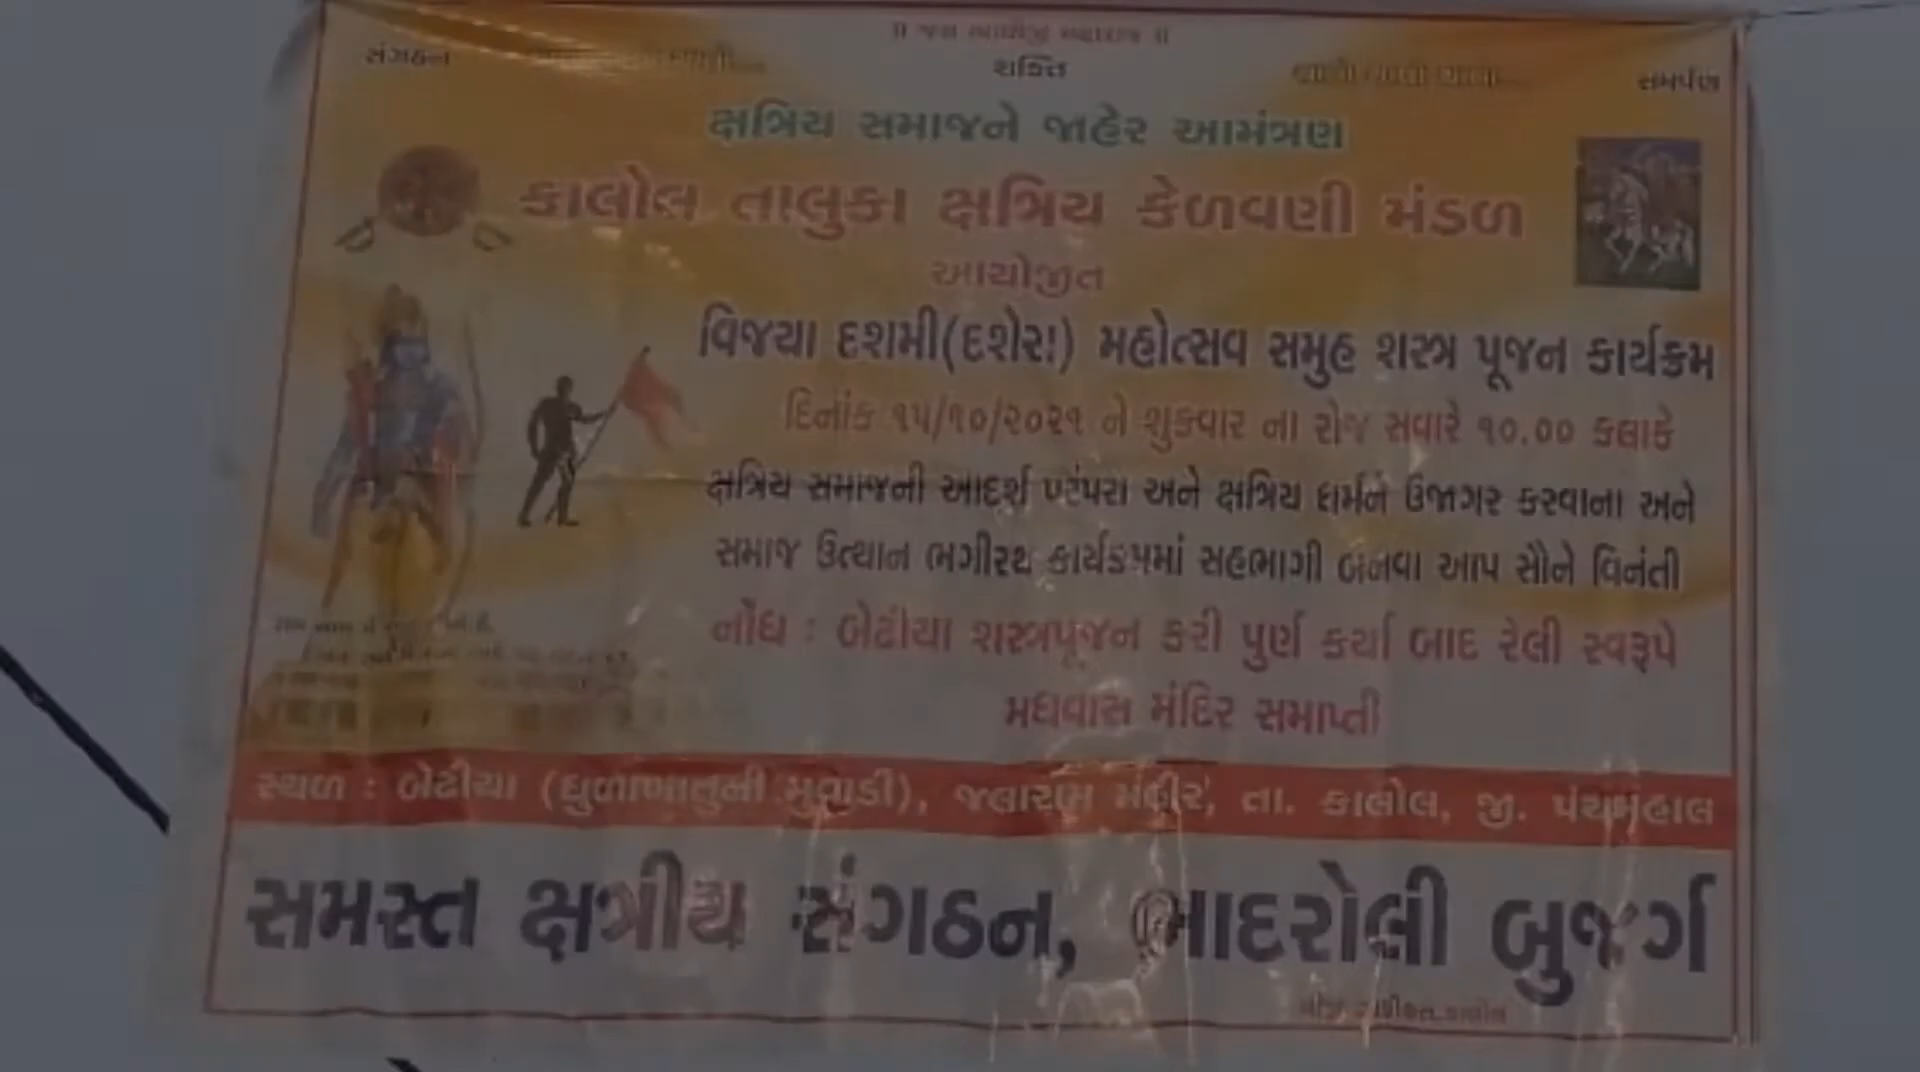 સંગઠન શક્તિ સમર્પણ
ક્ષત્રિય સમાજને જાહેર આમંત્રણ
કાલોલ તાલુકા ક્ષત્રિય કેળવણી મંડળ
આયોજીત
વિજયા દશમી(દશેરા) મહોત્સવ સમુહ શસ્ત્ર પૂજન કાર્યક્રમ
દિનાંક ૧૫/૧૦/૨૦૨૧ ને શુક્રવાર ના રોજ સવારે ૧૦.૦૦ કલાકે
ક્ષત્રિય સમાજની આદર્શ પરંપરા અને ક્ષત્રિય ધર્મને ઉજાગર કરવાના અને
સમાજ ઉત્થાન ભગીરથ કાર્યક્રમમાં સહભાગી બનવા આપ સૌને વિનંતી
નોંધ : બેઢીયા શસ્ત્રપૂજન કરી પુર્ણ કર્યા બાદ રેલી સ્વરૂપે
મધવાસ મંદિર સમાપ્તી
સ્થળ : બેઢીયા (ધુળાખાતુની મુવાડી), જલારામ મંદીર, તા. કાલોલ, જી. પંચમહાલ
સમસ્ત ક્ષત્રીય સંગઠન, ભાદરોલી બુજર્ગ